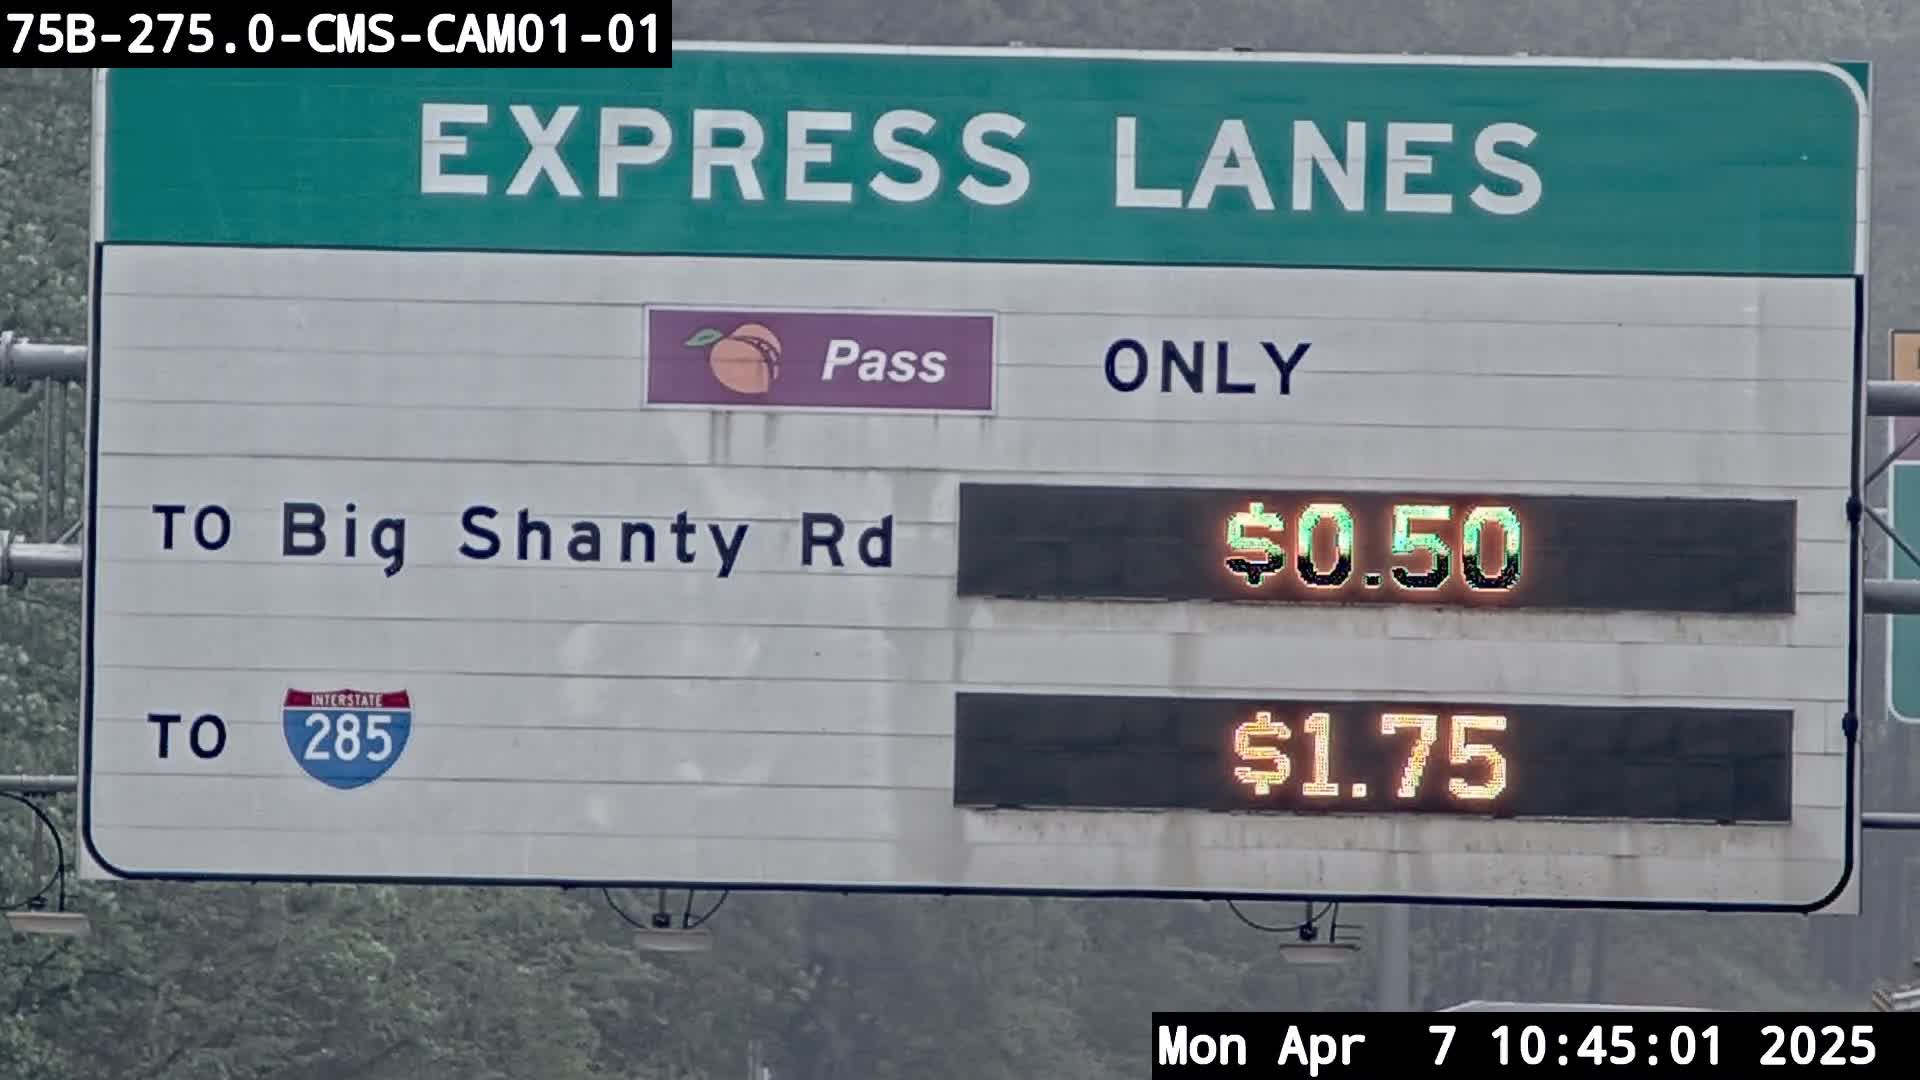 75B-275.0-CMS-CAM01-01
EXPRESS LANES
Pass ONLY
TO Big Shanty Rd $0.50
INTERSTATE
TO 285 $1.75
Mon Apr 7 10:45:01 2025